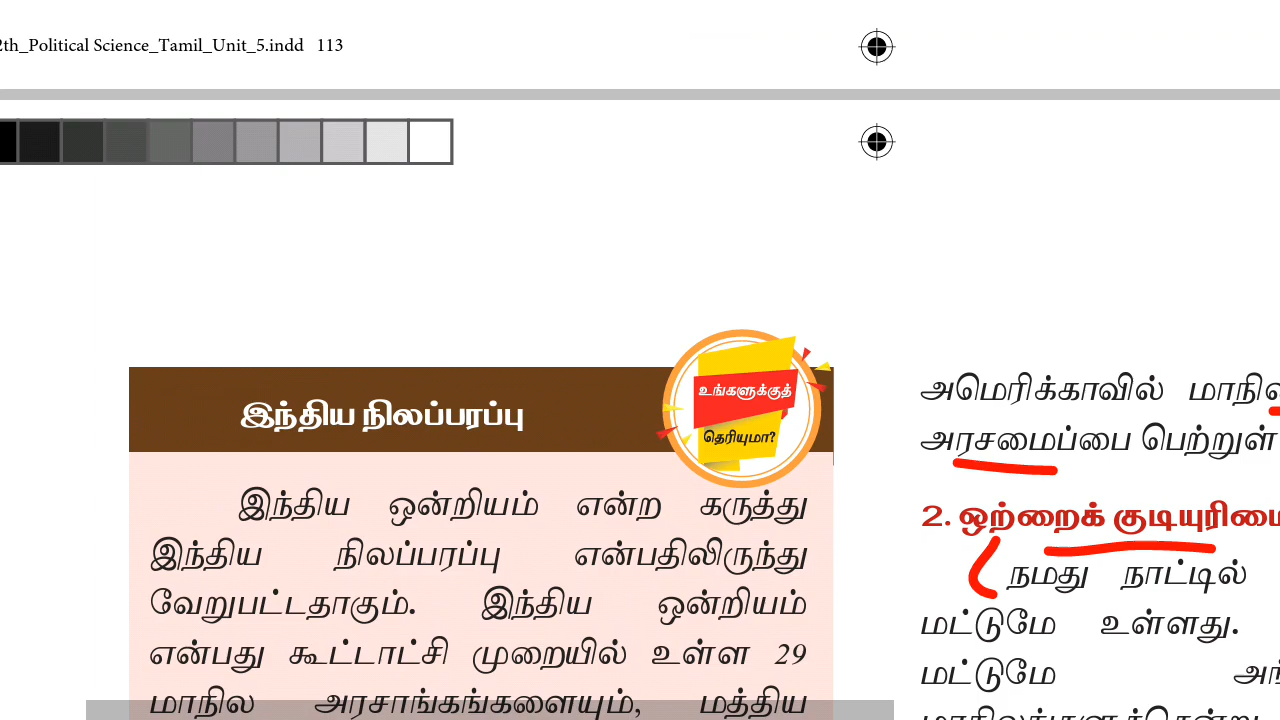 2th_Political Science_Tamil_Unit_5.indd 113
இந்திய நிலப்பரப்பு
உங்களுக்குத்
தெரியுமா?
இந்திய ஒன்றியம் என்ற கருத்து
இந்திய நிலப்பரப்பு என்பதிலிருந்து
வேறுபட்டதாகும். இந்திய ஒன்றியம்
என்பது கூட்டாட்சி முறையில் உள்ள 29
மாநில அரசாங்கங்களையும், மத்திய
அமெரிக்காவில்
அரசமைப்பை பெற்றுள்
2. ஒற்றைக் குடியுரிமை
நமது நாட்டில்
மட்டுமே உள்ளது.
மட்டுமே